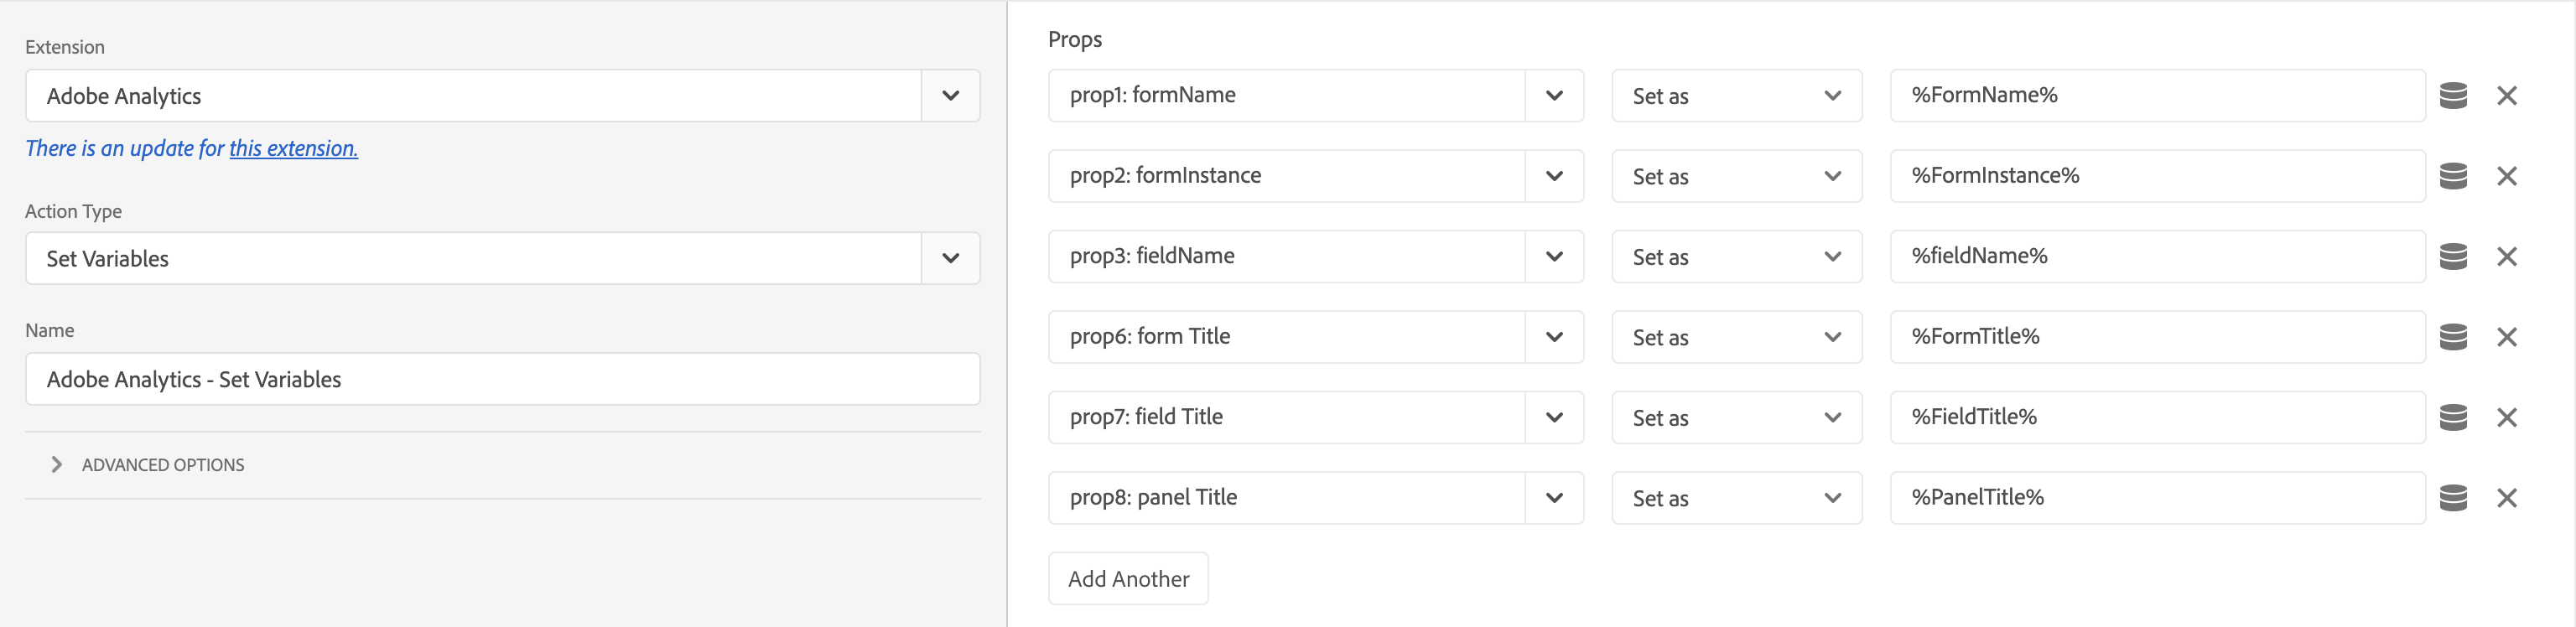 Extension
Adobe Analytics
There is an update for this extension.
Action Type
Set Variables
Name
Adobe Analytics - Set Variables
ADVANCED OPTIONS
Props
prop1: formName Set as %FormName%
prop2: formInstance Set as %FormInstance%
prop3: fieldName Set as %fieldName%
prop6: form Title Set as %FormTitle%
prop7: field Title Set as %FieldTitle%
prop8: panel Title Set as %PanelTitle%
Add Another